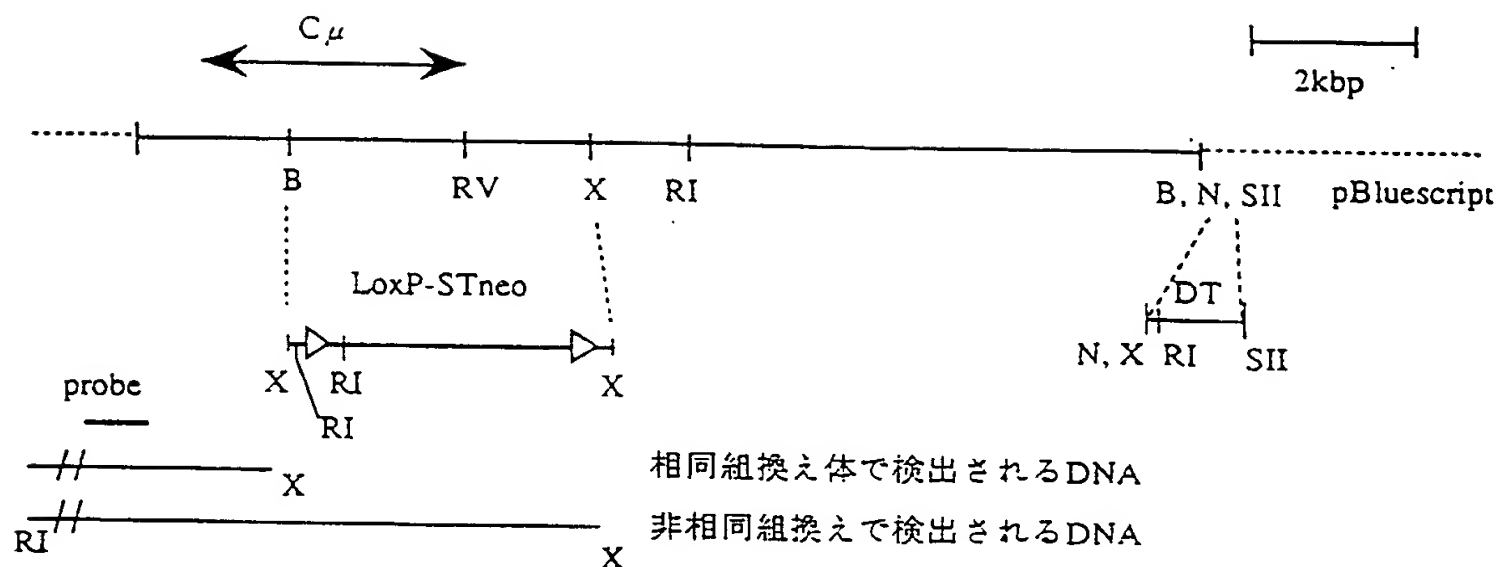 Cμ
2kbp
B
RV
X
RI
B, N, SII
pBluescript
LoxP-STneo
DT
X
RI
X
N, X
RI
SII
probe
RI
X
相同組換え体で検出されるDNA
RI
X
非相同組換えで検出されるDNA